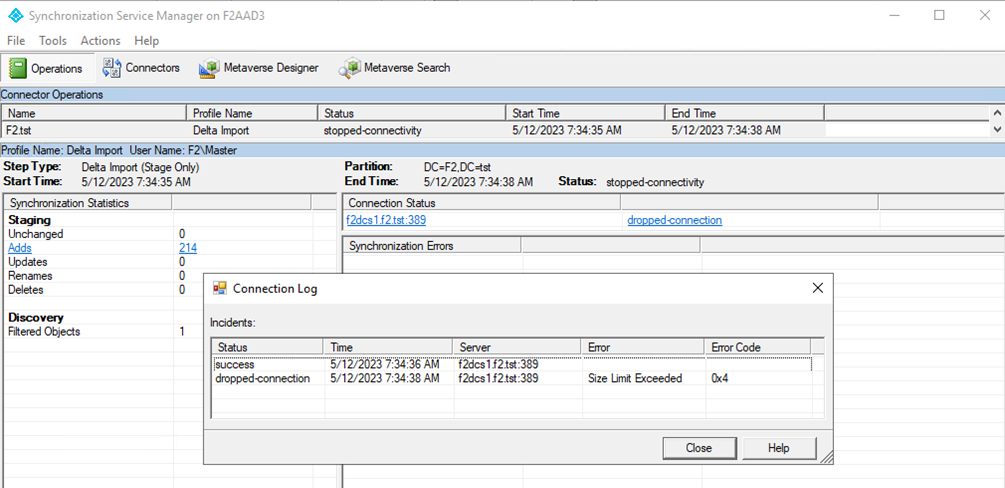 Synchronization Service Manager on F2AAD3
File Tools Actions Help
Operations Connectors Metaverse Designer Metaverse Search
Connector Operations
Name Profile Name Status Start Time End Time
F2.tst Delta Import stopped-connectivity 5/12/2023 7:34:35 AM 5/12/2023 7:34:38 AM
Profile Name: Delta Import User Name: F2\Master
Step Type: Delta Import (Stage Only) Partition: DC=F2,DC=tst
Start Time: 5/12/2023 7:34:35 AM End Time: 5/12/2023 7:34:38 AM Status: stopped-connectivity
Synchronization Statistics Connection Status
Staging f2dcs1.f2.tst:389 dropped-connection
Unchanged 0
Adds 214 Synchronization Errors
Updates 0
Renames 0
Deletes 0
Discovery
Filtered Objects 1
Connection Log
Incidents:
Status Time Server Error Error Code
success 5/12/2023 7:34:36 AM f2dcs1.f2.tst:389
dropped-connection 5/12/2023 7:34:38 AM f2dcs1.f2.tst:389 Size Limit Exceeded 0x4
Close Help